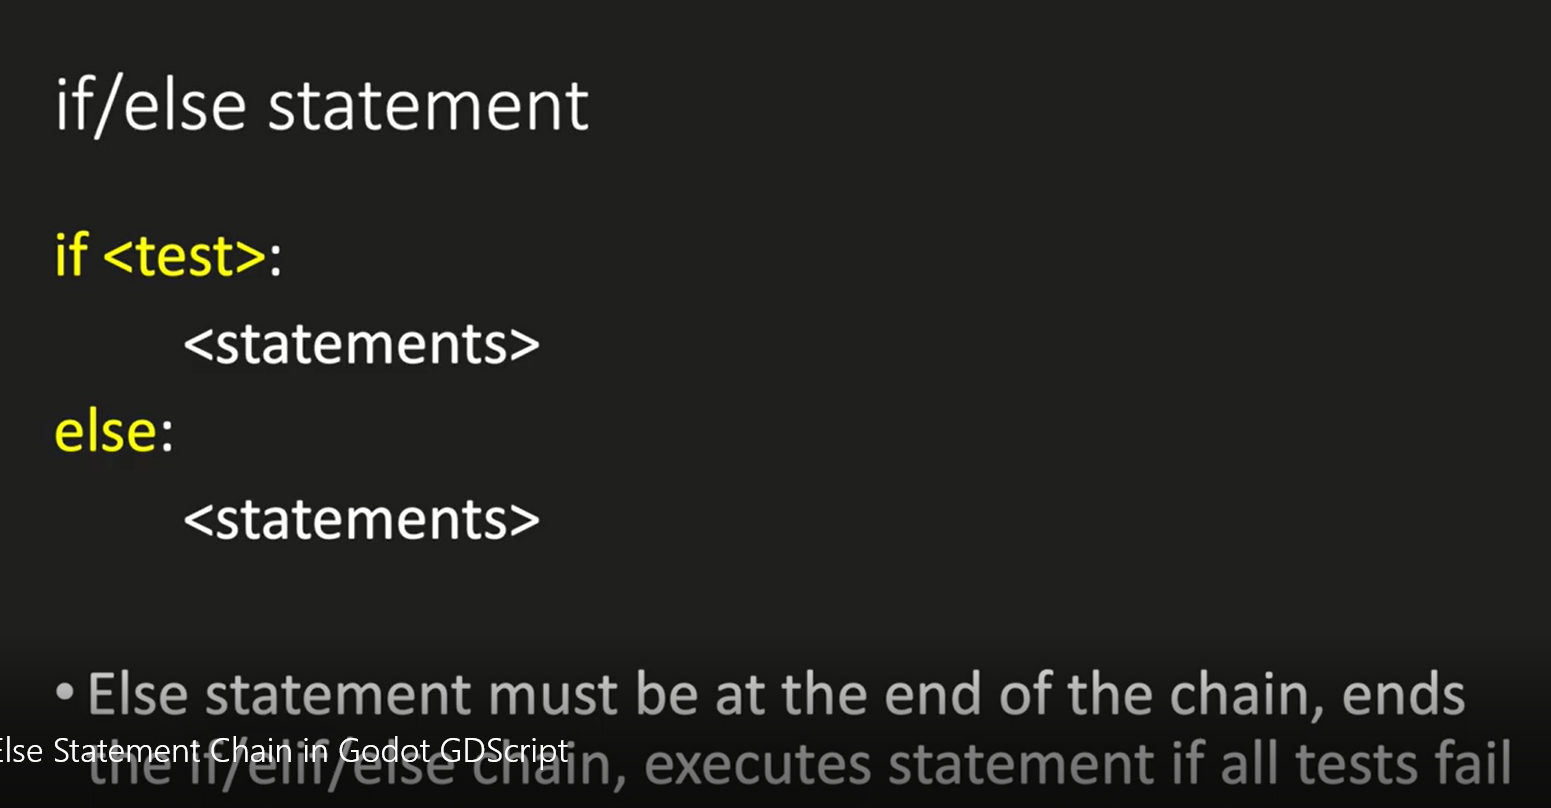 if/else statement
if <test>:
<statements>
else:
<statements>
• Else statement must be at the end of the chain, ends
Else Statement Chain in Godot GDScript
the if/elif/else chain, executes statement if all tests fail